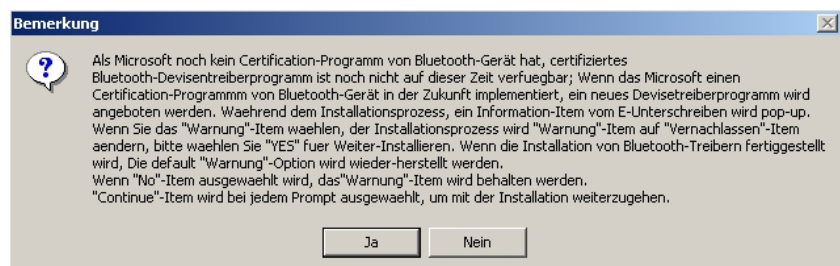 Bemerkung
Als Microsoft noch kein Certification-Programm von Bluetooth-Gerät hat, certifiziertes
Bluetooth-Devisentreiberprogramm ist noch nicht auf dieser Zeit verfuegbar; Wenn das Microsoft einen
Certification-Programmm von Bluetooth-Gerät in der Zukunft implementiert, ein neues Devisetreiberprogramm wird
angeboten werden. Waehrend dem Installationsprozess, ein Information-Item vom E-Unterschreiben wird pop-up.
Wenn Sie das "Warnung"-Item waehlen, der Installationsprozess wird "Warnung"-Item auf "Vernachlassen"-Item
aendern, bitte waehlen Sie "YES" fuer Weiter-Installieren. Wenn die Installation von Bluetooth-Treibern fertiggestellt
wird, Die default "Warnung"-Option wird wieder-herstellt werden.
Wenn "No"-Item ausgewaehlt wird, das"Warnung"-Item wird behalten werden.
"Continue"-Item wird bei jedem Prompt ausgewaehlt, um mit der Installation weiterzugehen.
Ja
Nein